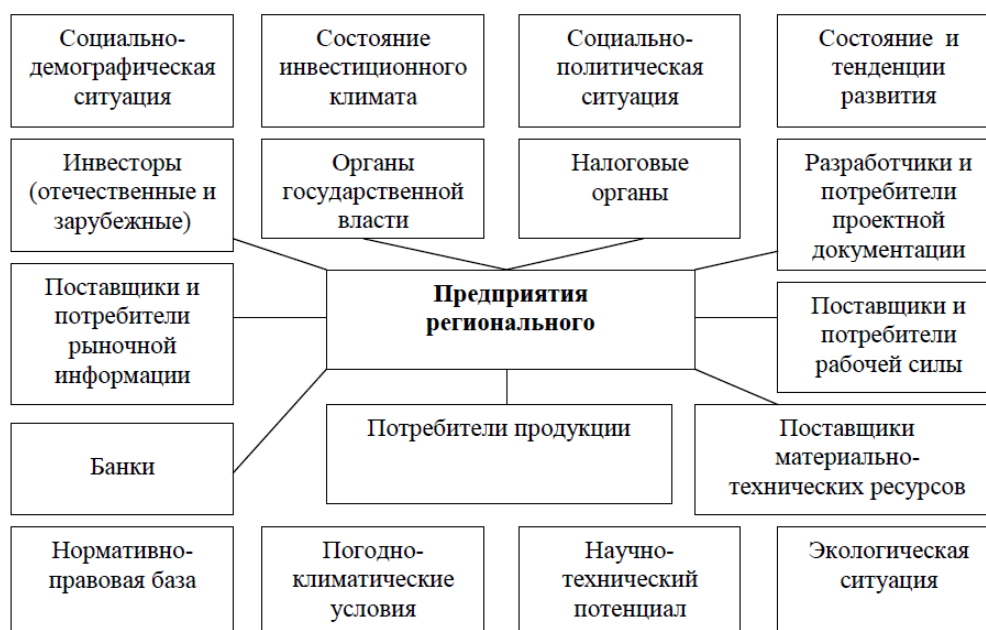 Социально-
демографическая
ситуация
Состояние
инвестиционного
климата
Социально-
политическая
ситуация
Состояние и
тенденции
развития
Инвесторы
(отечественные и
зарубежные)
Органы
государственной
власти
Налоговые
органы
Разработчики и
потребители
проектной
документации
Поставщики и
потребители
рыночной
информации
Предприятия
регионального
Поставщики и
потребители
рабочей силы
Банки
Потребители продукции
Поставщики
материально-
технических ресурсов
Нормативно-
правовая база
Погодно-
климатические
условия
Научно-
технический
потенциал
Экологическая
ситуация